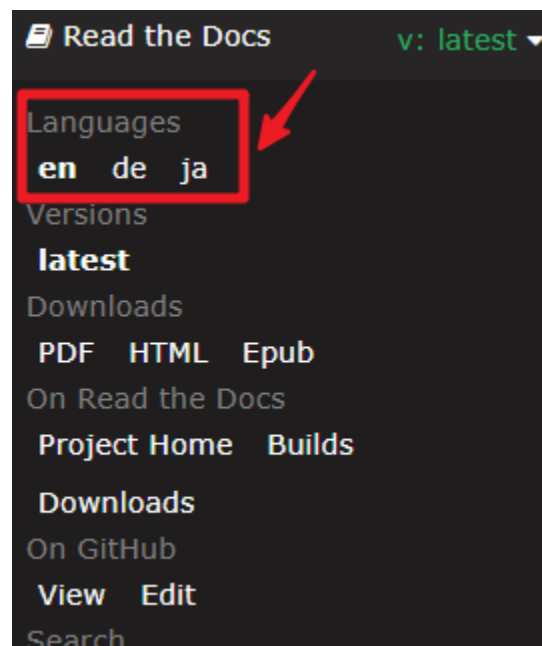 Read the Docs v: latest
Languages
en de ja
Versions
latest
Downloads
PDF HTML Epub
On Read the Docs
Project Home Builds
Downloads
On GitHub
View Edit
Search